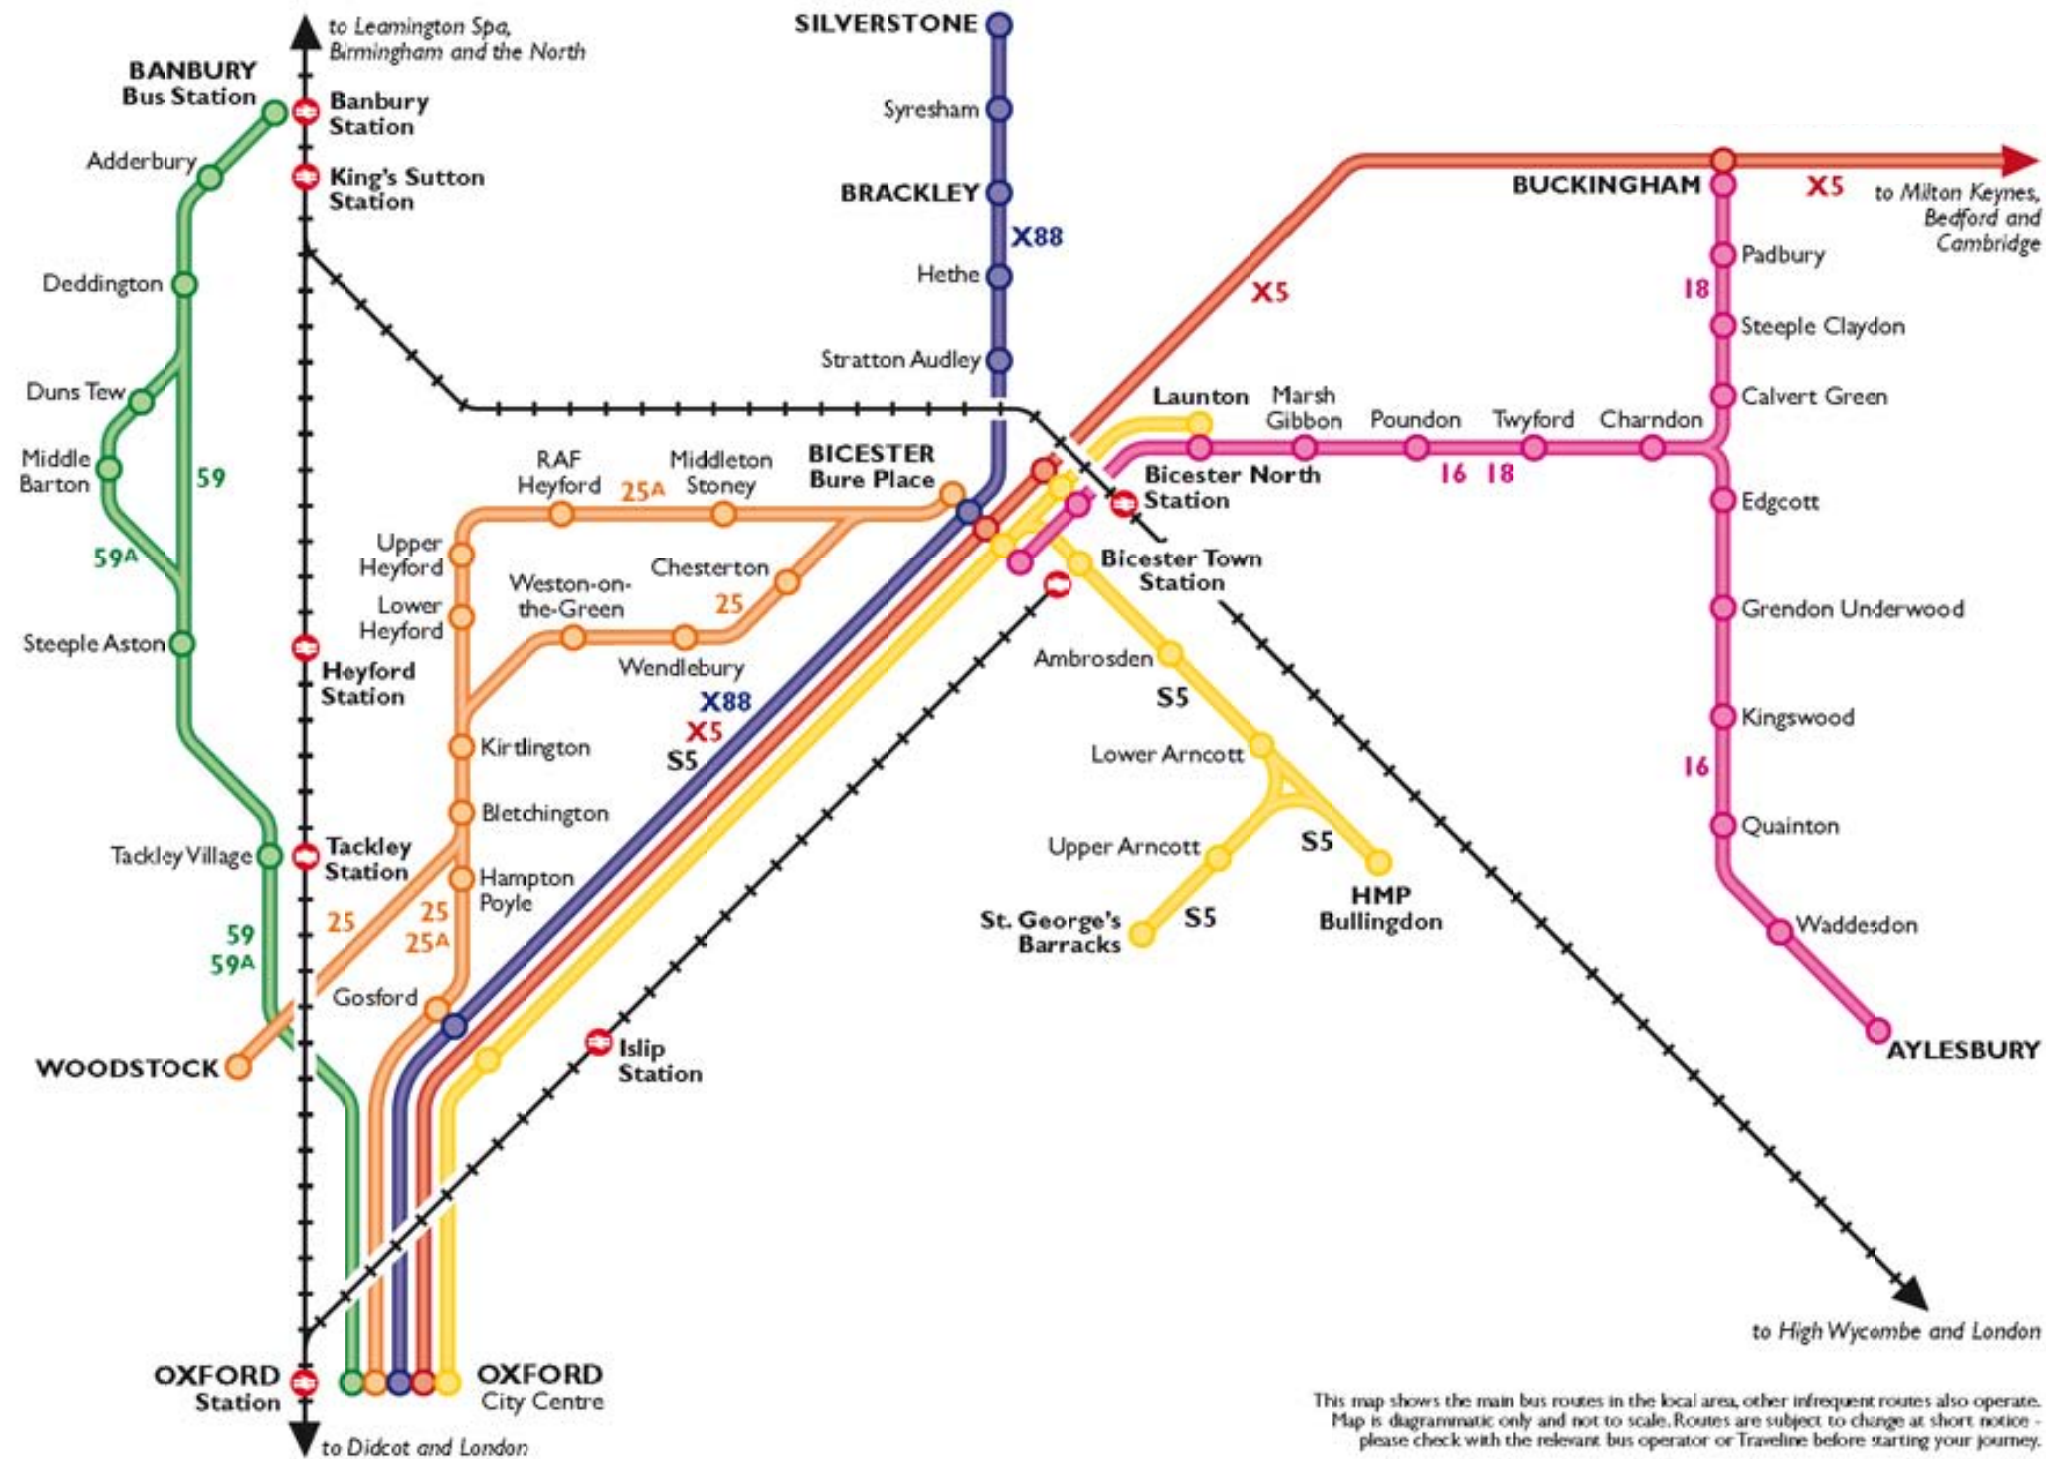 to Leamington Spa,
Birmingham and the North
BANBURY
Bus Station
Banbury
Station
Adderbury
King's Sutton
Station
Deddington
Duns Tew
Middle
Barton
59
59A
Steeple Aston
Heyford
Station
Tackley Village
Tackley
Station
59
59A
25
WOODSTOCK
OXFORD
Station
to Didcot and London
OXFORD
City Centre
SILVERSTONE
Syresham
BRACKLEY
X88
Hethe
Stratton Audley
BICESTER
Bure Place
RAF
Heyford
25A
Middleton
Stoney
Upper
Heyford
Lower
Heyford
Weston-on-
the-Green
Chesterton
25
Wendlebury
X88
X5
S5
Kirtlington
Bletchington
Hampton
Poyle
25
25A
Gosford
Islip
Station
X5
BUCKINGHAM
X5
to Milton Keynes,
Bedford and
Cambridge
Padbury
18
Steeple Claydon
Calvert Green
Launton
Marsh
Gibbon
Poundon
Twyford
Charndon
16 18
Bicester North
Station
Bicester Town
Station
Edgcott
Grendon Underwood
Kingswood
16
Quainton
Waddesdon
AYLESBURY
Ambrosden
S5
Lower Arncott
Upper Arncott
S5
HMP
Bullingdon
St. George's
Barracks
S5
to High Wycombe and London
This map shows the main bus routes in the local area, other infrequent routes also operate.
Map is diagrammatic only and not to scale. Routes are subject to change at short notice -
please check with the relevant bus operator or Traveline before starting your journey.